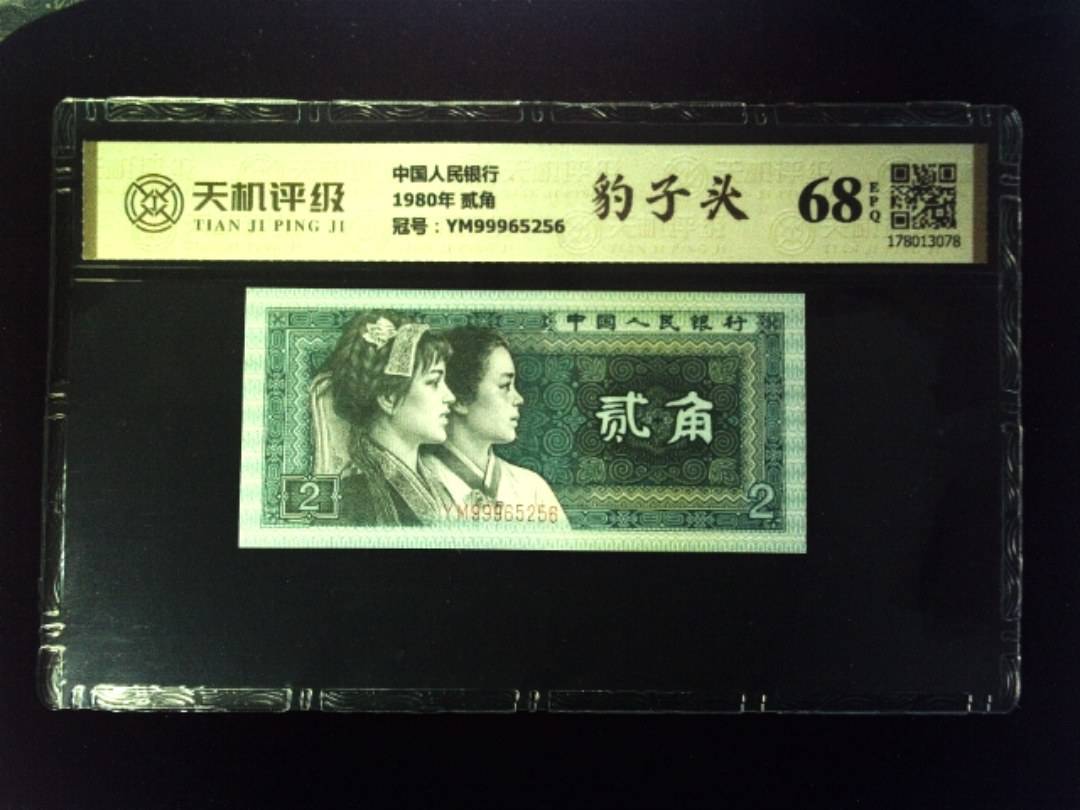 天机评级
TIAN JI PING JI
中国人民银行
1980年 贰角
冠号：YM99965256
豹子头
68
EPQ
178013078
中国人民银行
贰角
2
YM99965256
2